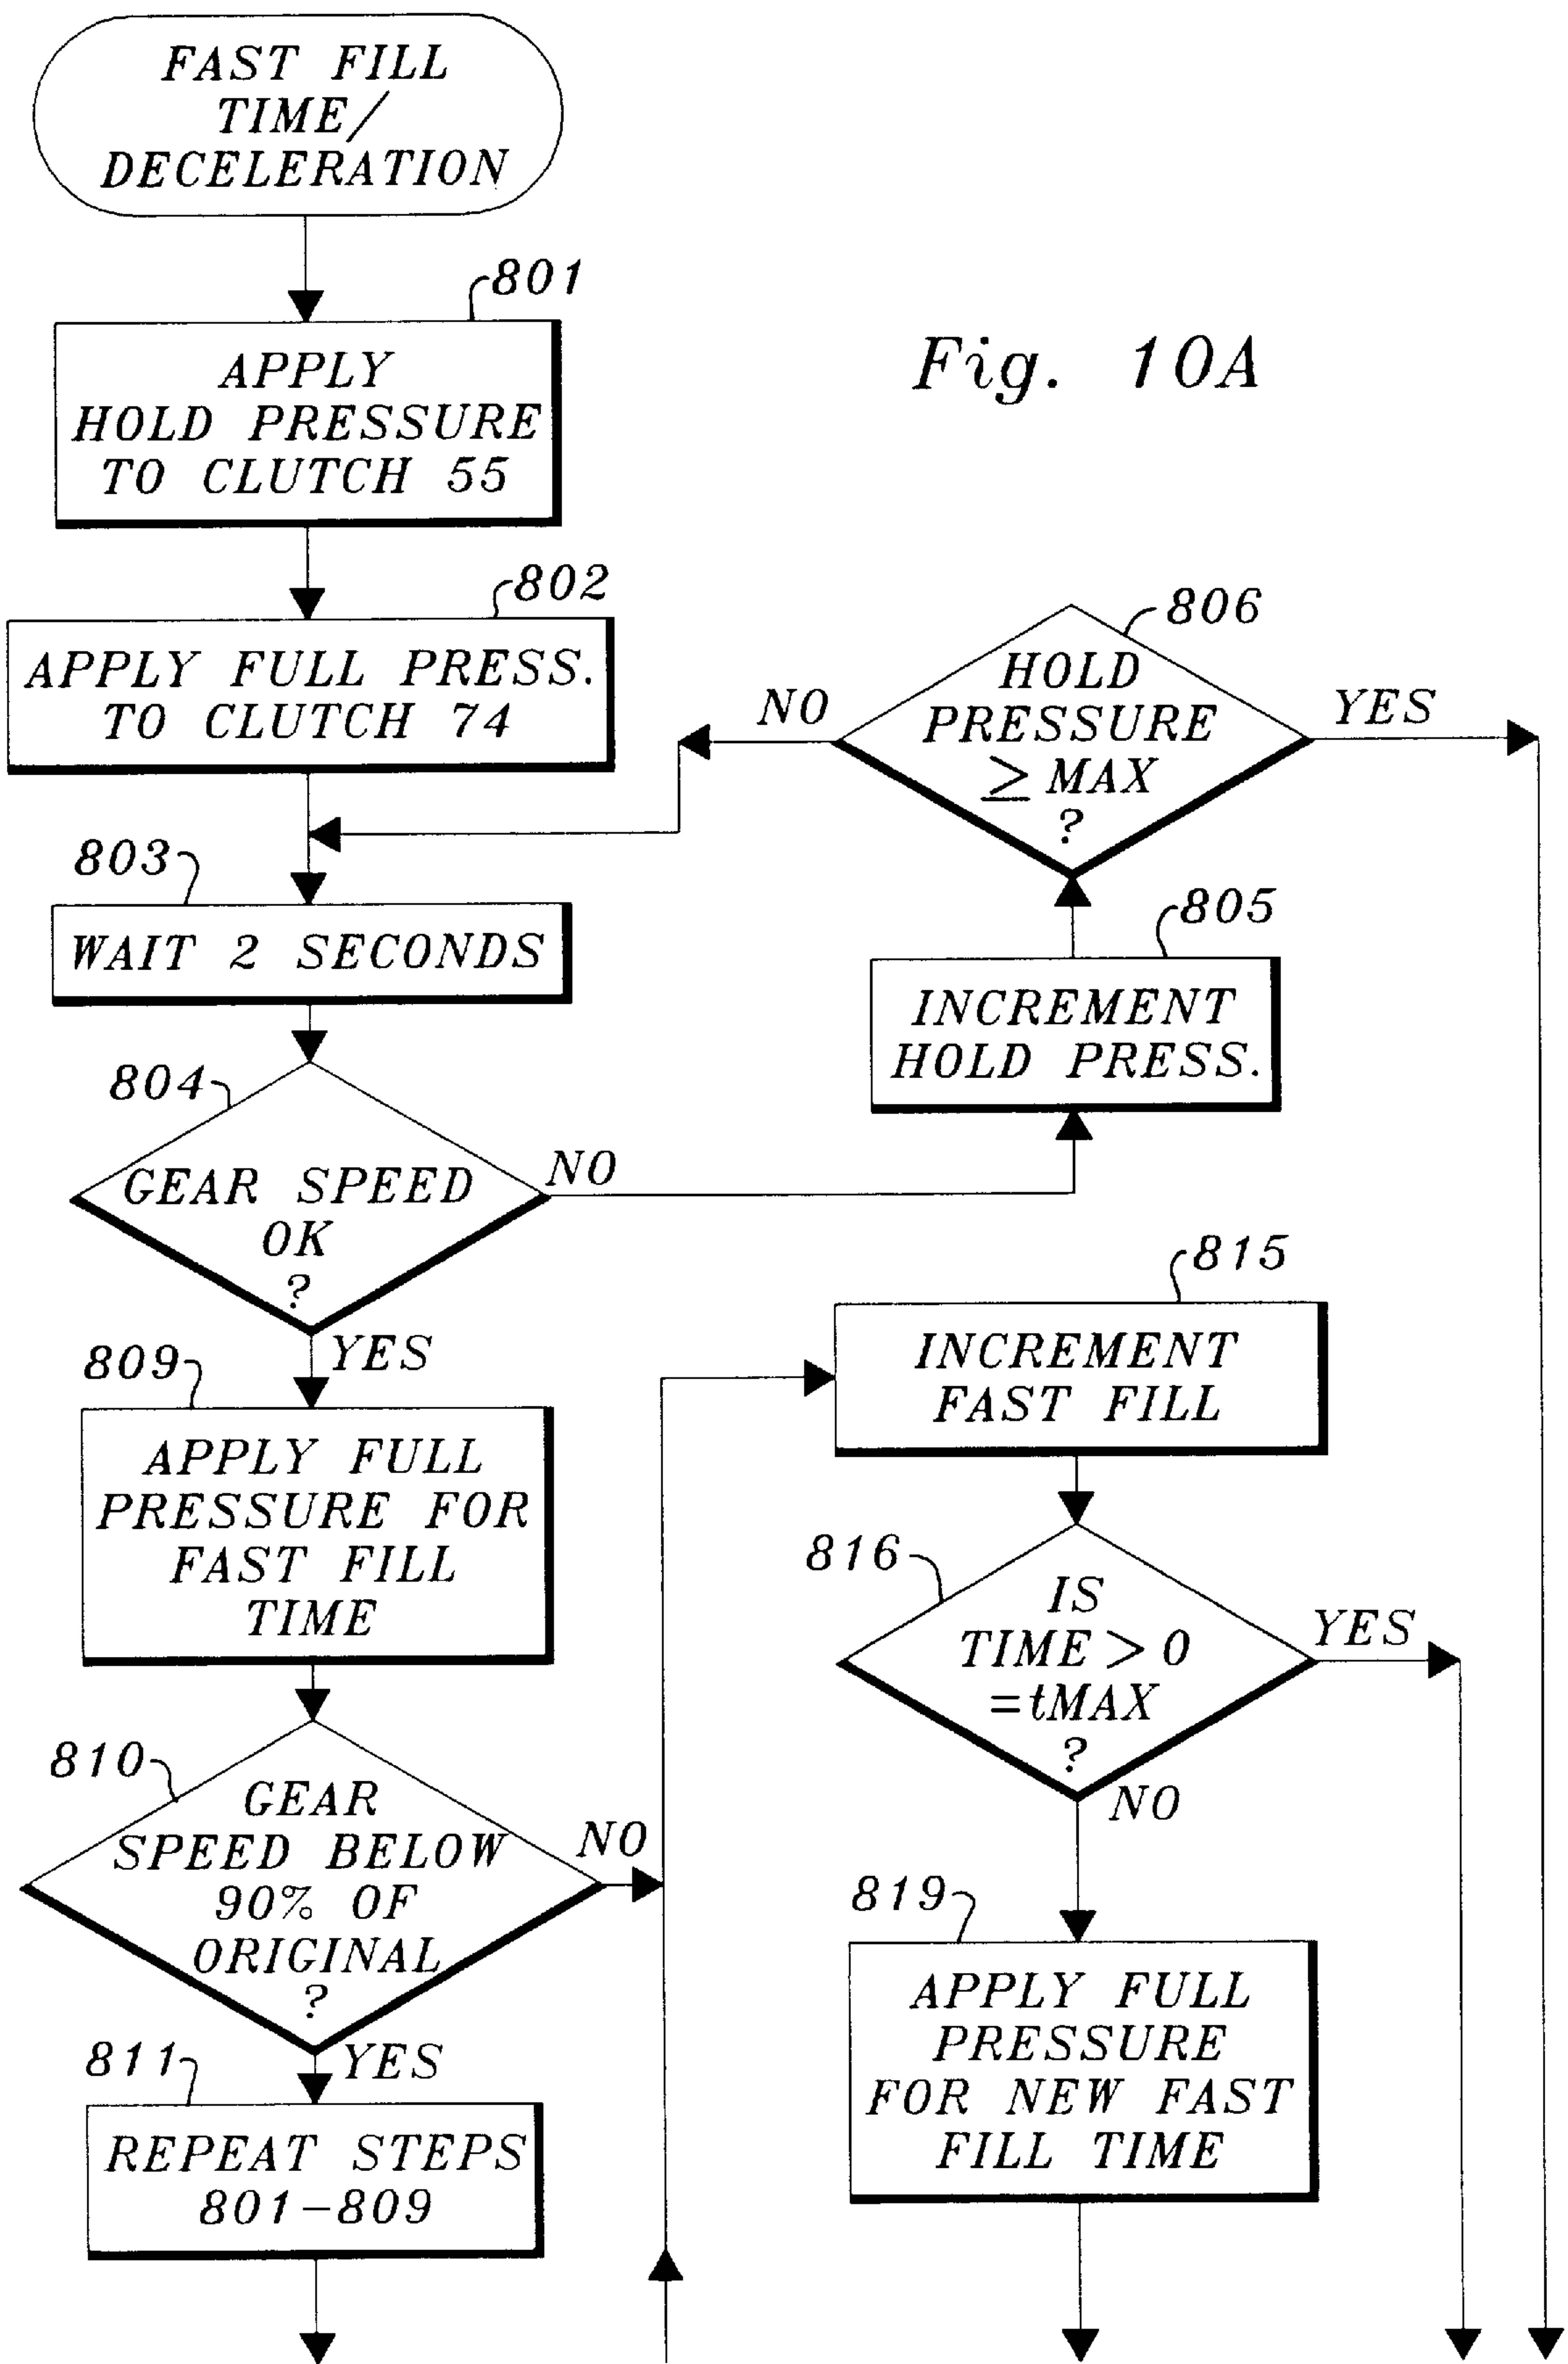 FAST FILL
TIME/
DECELERATION
801
APPLY
HOLD PRESSURE
TO CLUTCH 55
Fig. 10A
802
APPLY FULL PRESS.
TO CLUTCH 74
806
HOLD
PRESSURE
≥ MAX
?
NO
YES
803
WAIT 2 SECONDS
805
INCREMENT
HOLD PRESS.
804
GEAR SPEED
OK
?
NO
YES
809
APPLY FULL
PRESSURE FOR
FAST FILL
TIME
815
INCREMENT
FAST FILL
816
IS
TIME > 0
=tMAX
?
YES
NO
810
GEAR
SPEED BELOW
90% OF
ORIGINAL
?
NO
YES
811
REPEAT STEPS
801-809
819
APPLY FULL
PRESSURE
FOR NEW FAST
FILL TIME